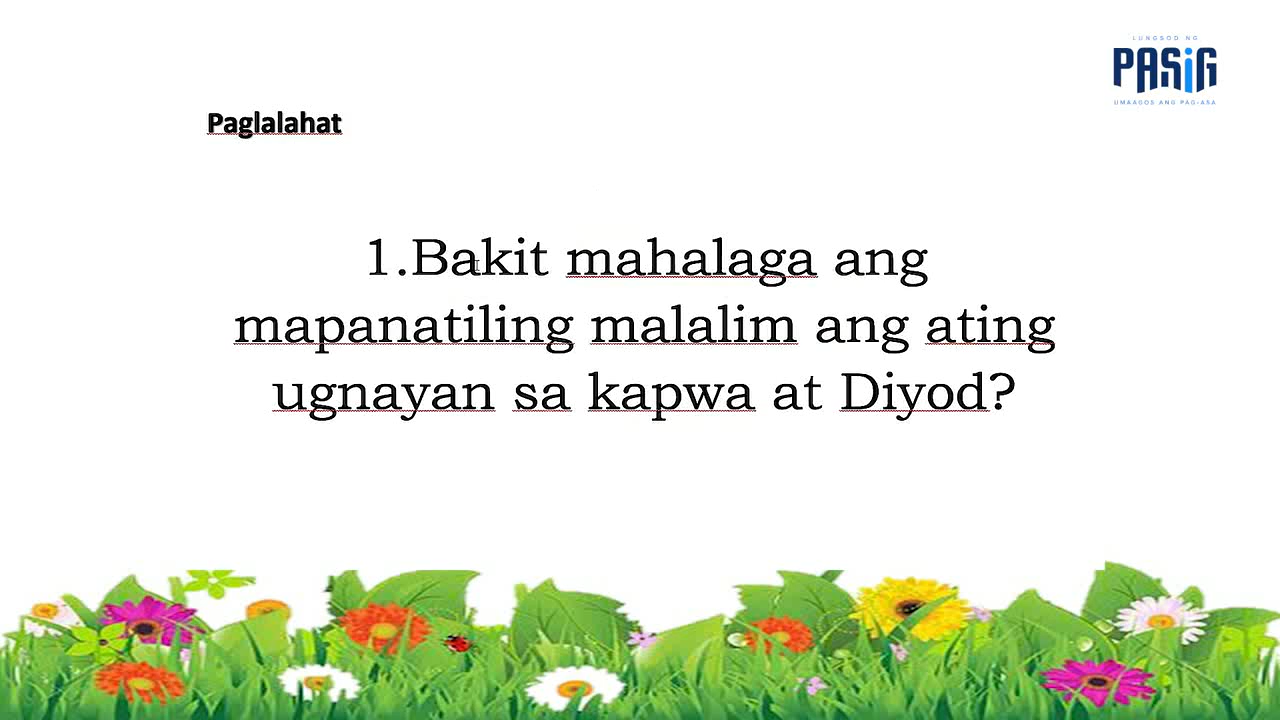 LUNGSOD NG
PASiG
UMAAGOS ANG PAG-ASA
Paglalahat
1.Bakit mahalaga ang
mapanatiling malalim ang ating
ugnayan sa kapwa at Diyod?